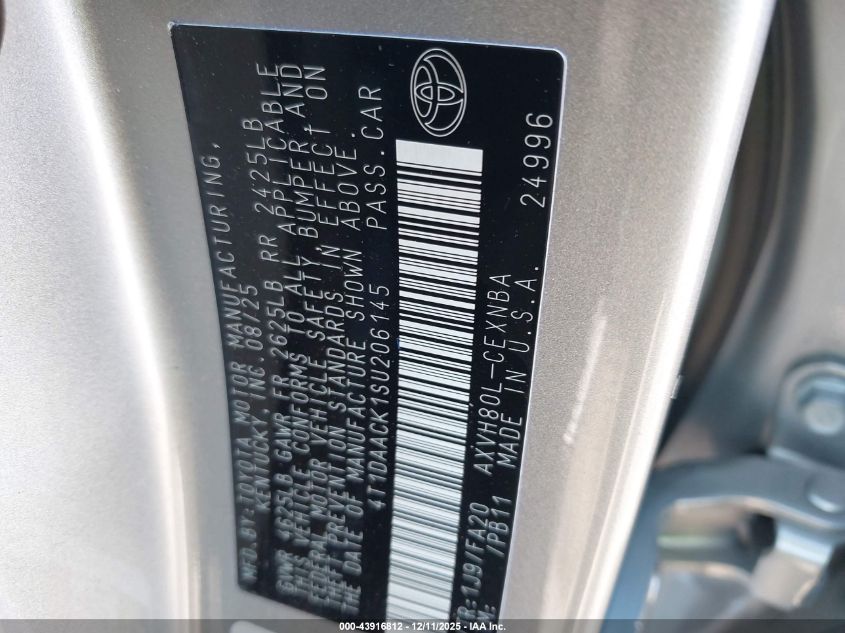 MFD.BY:TOYOTA MOTOR MANUFACTURING,
KENTUCKY, INC.08/25
GVWR 4625LB GAWR FR 2625LB RR 2425LB
THIS VEHICLE CONFORMS TO ALL APPLICABLE
FEDERAL MOTOR VEHICLE SAFETY, BUMPER, AND
THEFT PREVENTION STANDARDS IN EFFECT ON
THE DATE OF MANUFACTURE SHOWN ABOVE.
4T1DAACK1SU206145 PASS CAR
R:1J9/FA20 AXVH80L-CEXNBA
/PB11 MADE IN U.S.A. 24996
000-43916812 - 12/11/2025 - IAA Inc.